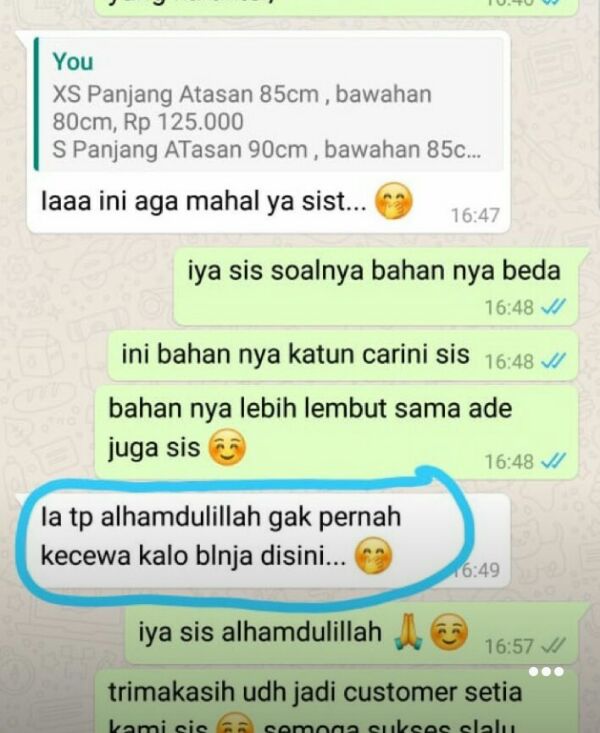 You
XS Panjang Atasan 85cm , bawahan
80cm, Rp 125.000
S Panjang ATasan 90cm , bawahan 85c...
Iaaa ini aga mahal ya sist... 🤭
16:47
iya sis soalnya bahan nya beda
16:48
ini bahan nya katun carini sis
16:48
bahan nya lebih lembut sama ade
juga sis ☺️
16:48
Ia tp alhamdulillah gak pernah
kecewa kalo blnja disini... 🤭
16:49
iya sis alhamdulillah 🙏☺️
16:57
trimakasih udh jadi customer setia
kami sis ☺️ semoga sukses slalu